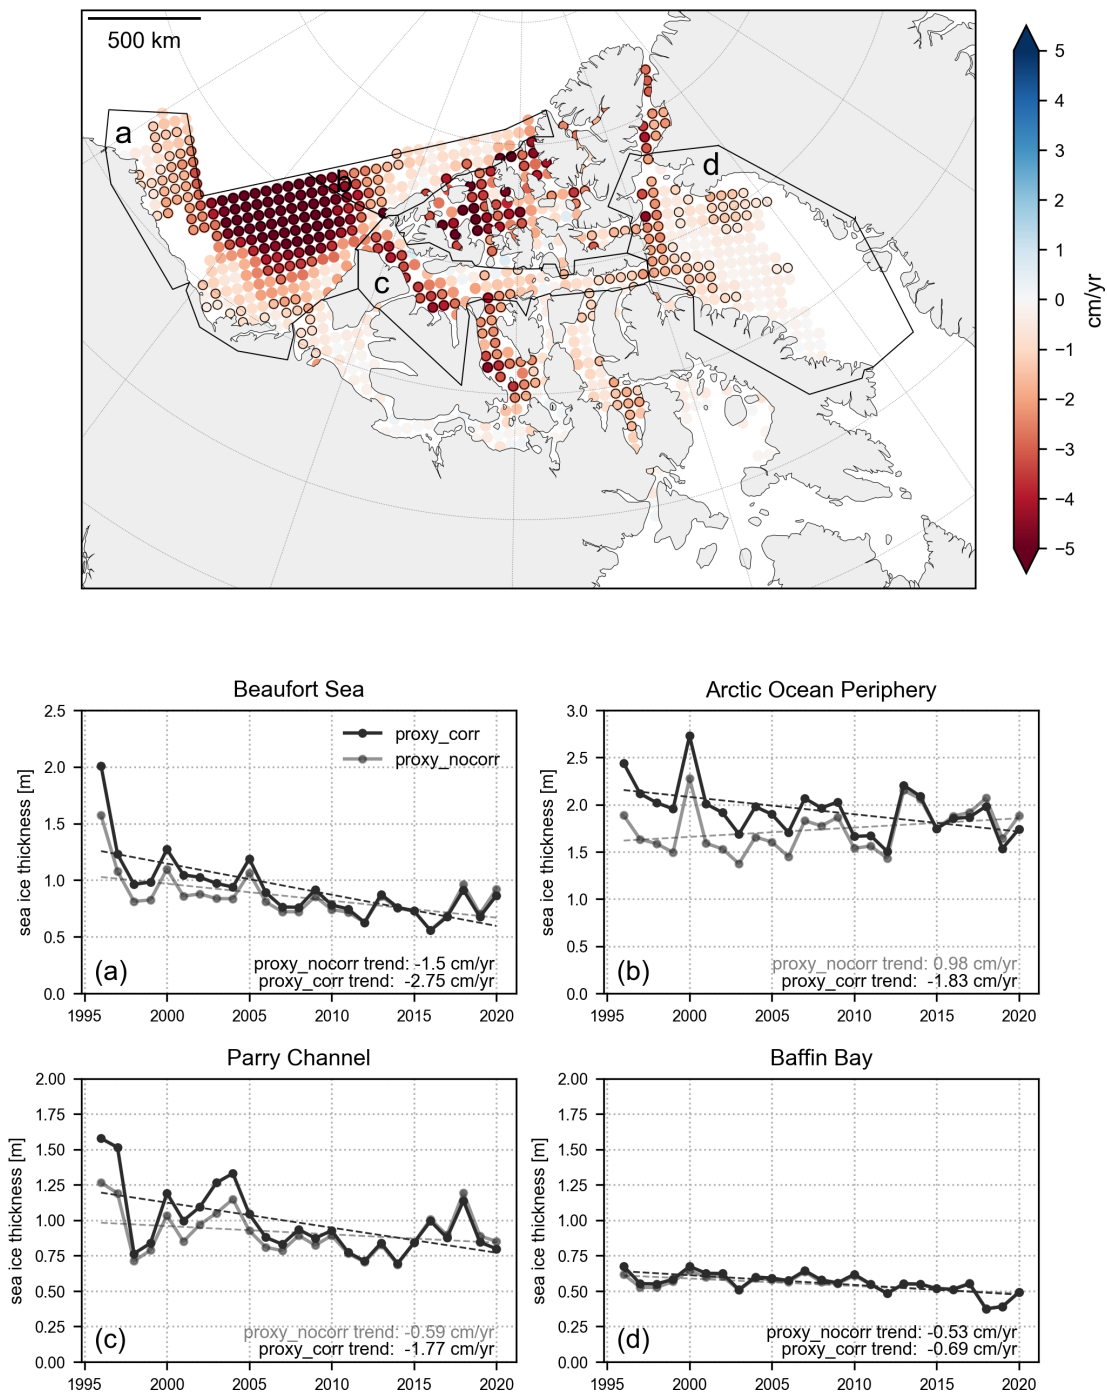 500 km
a
b
c
d
5
4
3
2
1
0
−1
−2
−3
−4
−5
cm/yr
Beaufort Sea
sea ice thickness [m]
2.5
2.0
1.5
1.0
0.5
0.0
proxy_corr
proxy_nocorr
(a)
proxy_nocorr trend: -1.5 cm/yr
proxy_corr trend: -2.75 cm/yr
1995 2000 2005 2010 2015 2020
Arctic Ocean Periphery
sea ice thickness [m]
3.0
2.5
2.0
1.5
1.0
0.5
0.0
(b)
proxy_nocorr trend: 0.98 cm/yr
proxy_corr trend: -1.83 cm/yr
1995 2000 2005 2010 2015 2020
Parry Channel
sea ice thickness [m]
2.00
1.75
1.50
1.25
1.00
0.75
0.50
0.25
0.00
(c)
proxy_nocorr trend: -0.59 cm/yr
proxy_corr trend: -1.77 cm/yr
1995 2000 2005 2010 2015 2020
Baffin Bay
sea ice thickness [m]
2.00
1.75
1.50
1.25
1.00
0.75
0.50
0.25
0.00
(d)
proxy_nocorr trend: -0.53 cm/yr
proxy_corr trend: -0.69 cm/yr
1995 2000 2005 2010 2015 2020